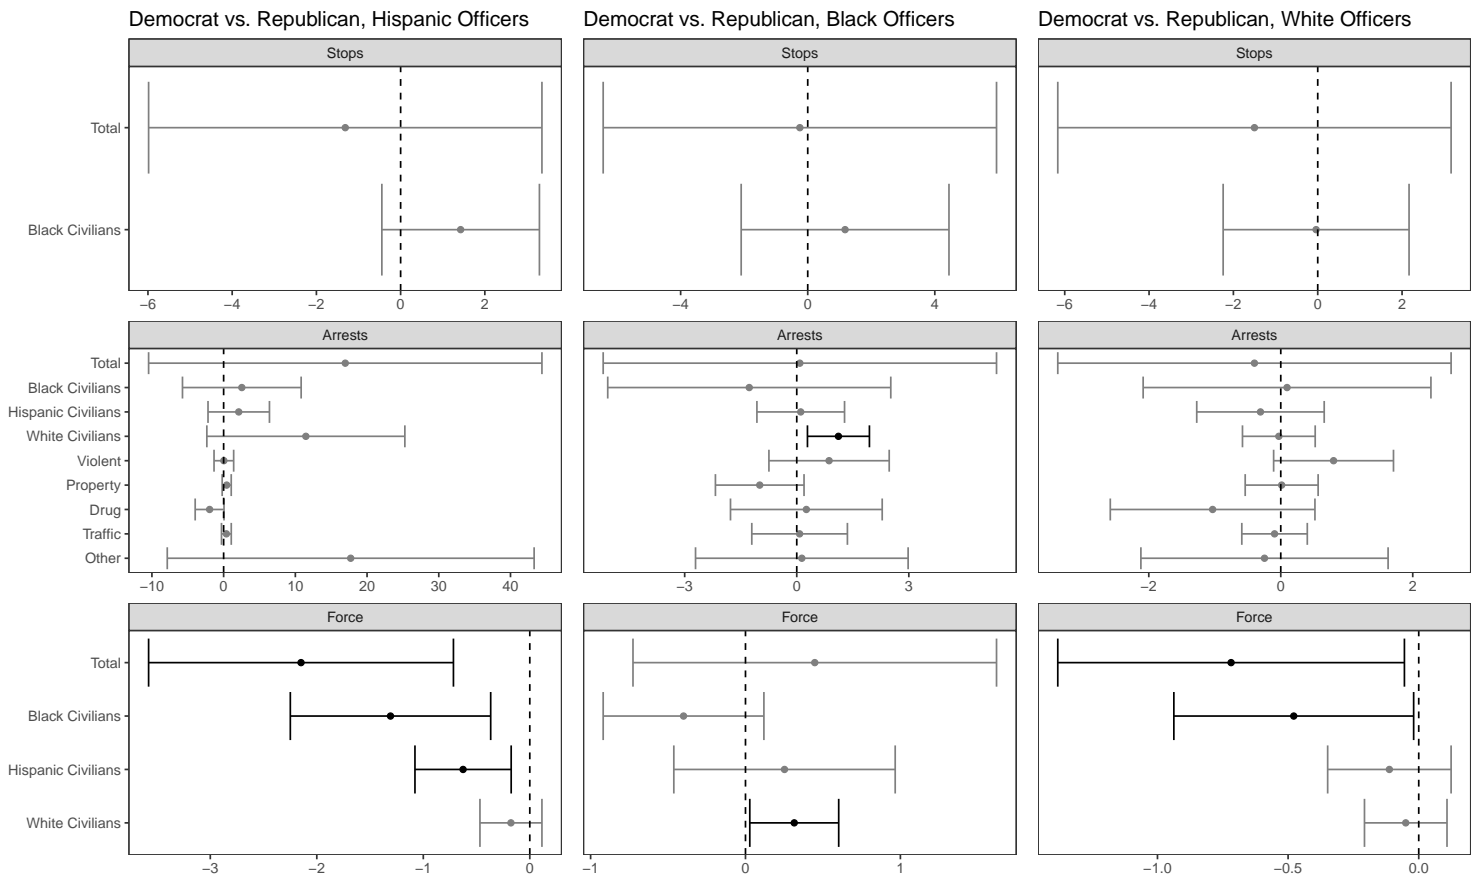 Democrat vs. Republican, Hispanic Officers
Democrat vs. Republican, Black Officers
Democrat vs. Republican, White Officers
Stops
Stops
Stops
Total
Black Civilians
−6 −4 −2 0 2
−4 0 4
−6 −4 −2 0 2
Arrests
Arrests
Arrests
Total
Black Civilians
Hispanic Civilians
White Civilians
Violent
Property
Drug
Traffic
Other
−10 0 10 20 30 40
−3 0 3
−2 0 2
Force
Force
Force
Total
Black Civilians
Hispanic Civilians
White Civilians
−3 −2 −1 0
−1 0 1
−1.0 −0.5 0.0